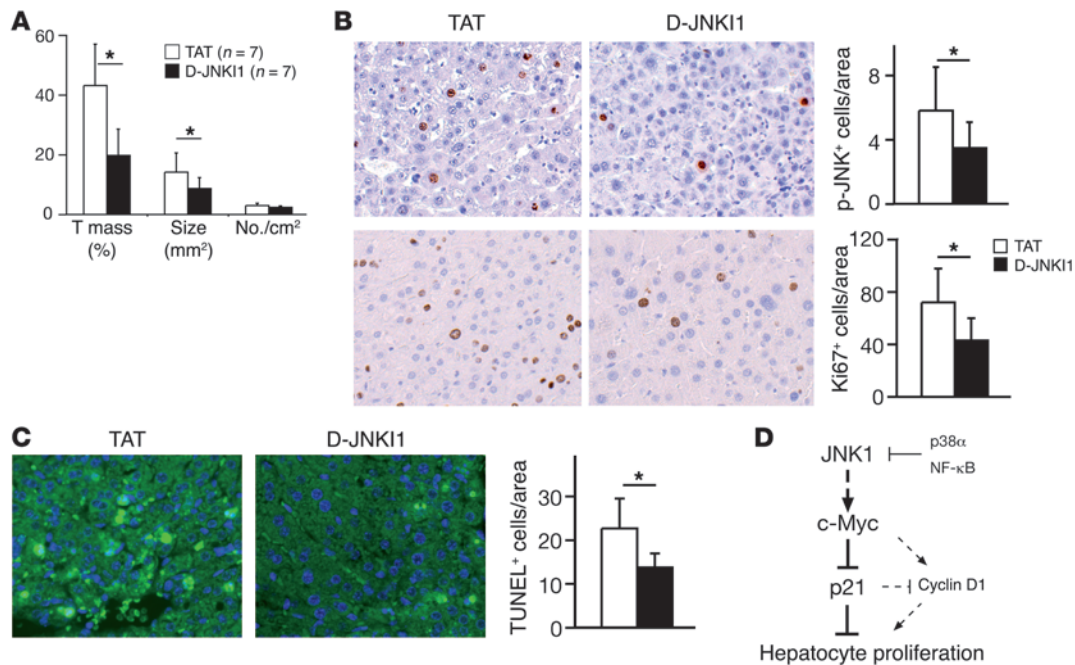 A
60
40
20
0
*
*
TAT (n = 7)
D-JNKI1 (n = 7)
T mass
(%)
Size
(mm²)
No./cm²
B
TAT
D-JNKI1
p-JNK⁺ cells/area
8
4
0
*
Ki67⁺ cells/area
120
80
40
0
*
TAT
D-JNKI1
C
TAT
D-JNKI1
TUNEL⁺ cells/area
30
20
10
0
*
D
JNK1
p38α
NF-κB
c-Myc
p21
Cyclin D1
Hepatocyte proliferation